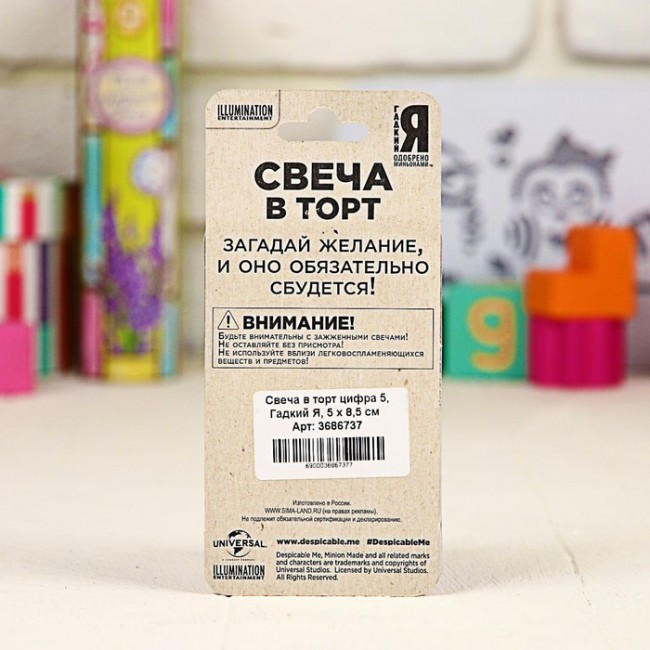 ILLUMINATION
ENTERTAINMENT
ГАДКИЙ
Я
ОДОБРЕНО
МИНЬОНАМИ™
СВЕЧА
В ТОРТ
ЗАГАДАЙ ЖЕЛАНИЕ,
И ОНО ОБЯЗАТЕЛЬНО
СБУДЕТСЯ!
ВНИМАНИЕ!
БУДЬТЕ ВНИМАТЕЛЬНЫ С ЗАЖЖЕННЫМИ СВЕЧАМИ!
НЕ ОСТАВЛЯЙТЕ БЕЗ ПРИСМОТРА!
НЕ ИСПОЛЬЗУЙТЕ ВБЛИЗИ ЛЕГКОВОСПЛАМЕНЯЮЩИХСЯ
ВЕЩЕСТВ И ПРЕДМЕТОВ!
Свеча в торт цифра 5,
Гадкий Я, 5 х 8,5 см
Арт: 3686737
6900036867377
Изготовлено в России.
WWW.SIMA-LAND.RU (на правах рекламы).
Не подлежит обязательной сертификации и декларированию.
UNIVERSAL
www.despicable.me #DespicableMe
Despicable Me, Minion Made and all related marks
and characters are trademarks and copyrights of
Universal Studios. Licensed by Universal Studios.
All Rights Reserved.
ILLUMINATION
ENTERTAINMENT
9